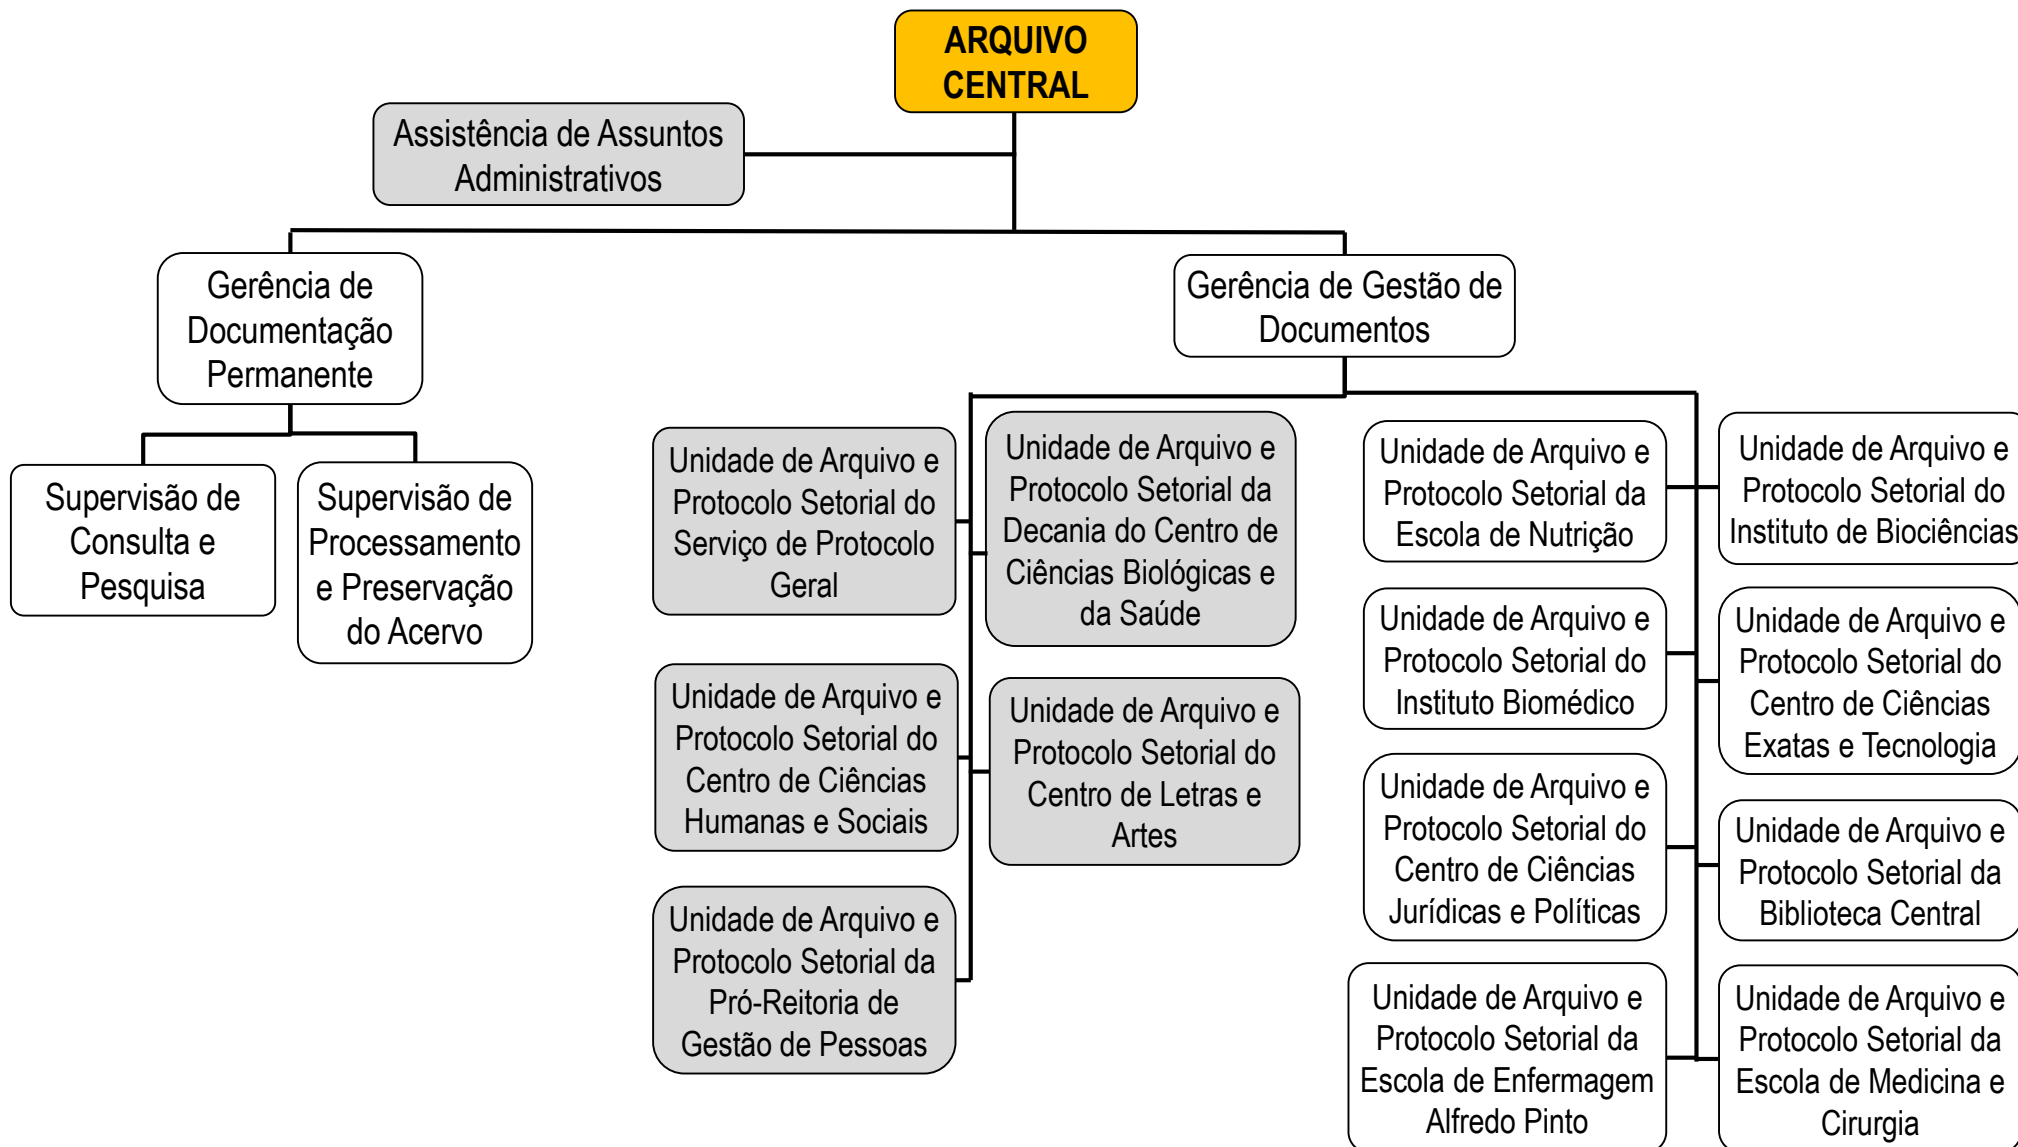 ARQUIVO
CENTRAL
Assistência de Assuntos
Administrativos
Gerência de
Documentação
Permanente
Gerência de Gestão de
Documentos
Supervisão de
Consulta e
Pesquisa
Supervisão de
Processamento
e Preservação
do Acervo
Unidade de Arquivo e
Protocolo Setorial do
Serviço de Protocolo
Geral
Unidade de Arquivo e
Protocolo Setorial da
Decania do Centro de
Ciências Biológicas e
da Saúde
Unidade de Arquivo e
Protocolo Setorial do
Centro de Ciências
Humanas e Sociais
Unidade de Arquivo e
Protocolo Setorial do
Centro de Letras e
Artes
Unidade de Arquivo e
Protocolo Setorial da
Pró-Reitoria de
Gestão de Pessoas
Unidade de Arquivo e
Protocolo Setorial da
Escola de Nutrição
Unidade de Arquivo e
Protocolo Setorial do
Instituto de Biociências
Unidade de Arquivo e
Protocolo Setorial do
Instituto Biomédico
Unidade de Arquivo e
Protocolo Setorial do
Centro de Ciências
Exatas e Tecnologia
Unidade de Arquivo e
Protocolo Setorial do
Centro de Ciências
Jurídicas e Políticas
Unidade de Arquivo e
Protocolo Setorial da
Biblioteca Central
Unidade de Arquivo e
Protocolo Setorial da
Escola de Enfermagem
Alfredo Pinto
Unidade de Arquivo e
Protocolo Setorial da
Escola de Medicina e
Cirurgia